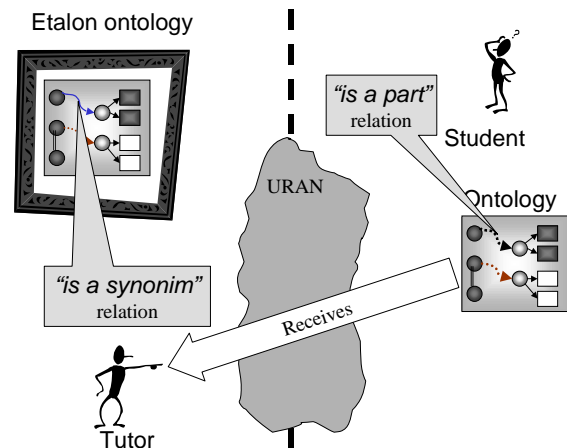 Etalon ontology
“is a part”
relation
Student
URAN
Ontology
“is a synonim”
relation
Receives
Tutor